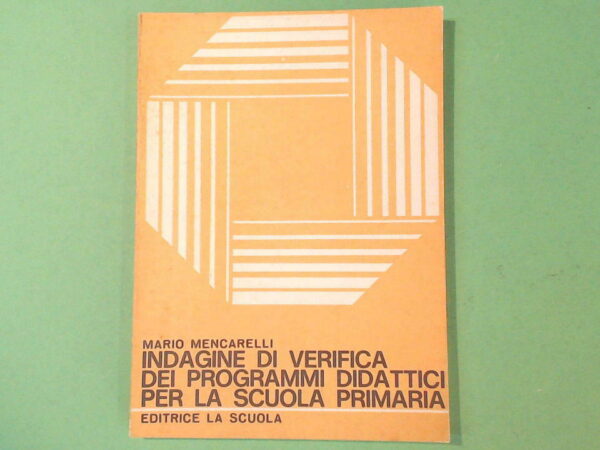 MARIO MENCARELLI
INDAGINE DI VERIFICA
DEI PROGRAMMI DIDATTICI
PER LA SCUOLA PRIMARIA
EDITRICE LA SCUOLA